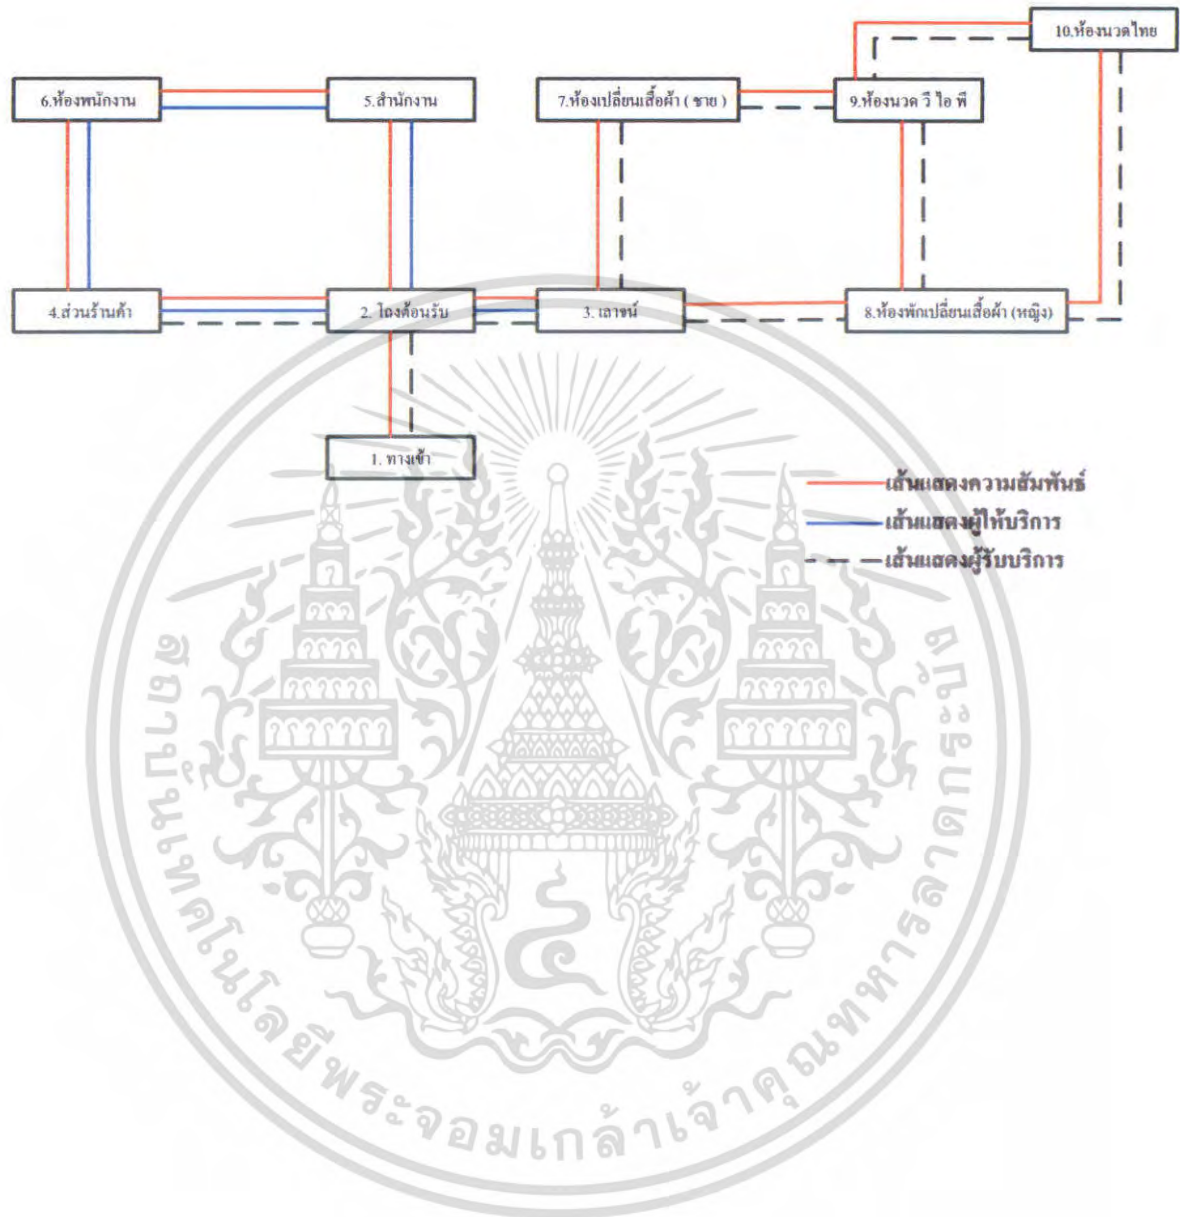 10.ห้องนวดไทย
6.ห้องพนักงาน
5.สำนักงาน
7.ห้องเปลี่ยนเสื้อผ้า ( ชาย )
9.ห้องนวด วี ไอ พี
4.ส่วนร้านค้า
2. โถงต้อนรับ
3. เลาจน์
8.ห้องพักเปลี่ยนเสื้อผ้า (หญิง)
1. ทางเข้า
เส้นแสดงความสัมพันธ์
เส้นแสดงผู้ให้บริการ
เส้นแสดงผู้รับบริการ
สถาบันเทคโนโลยีพระจอมเกล้าเจ้าคุณทหารลาดกระบัง